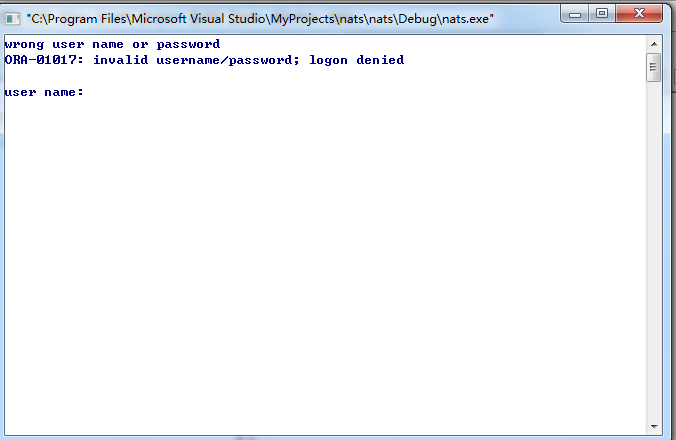 "C:\Program Files\Microsoft Visual Studio\MyProjects\nats\nats\Debug\nats.exe"
wrong user name or password
ORA-01017: invalid username/password; logon denied
user name: